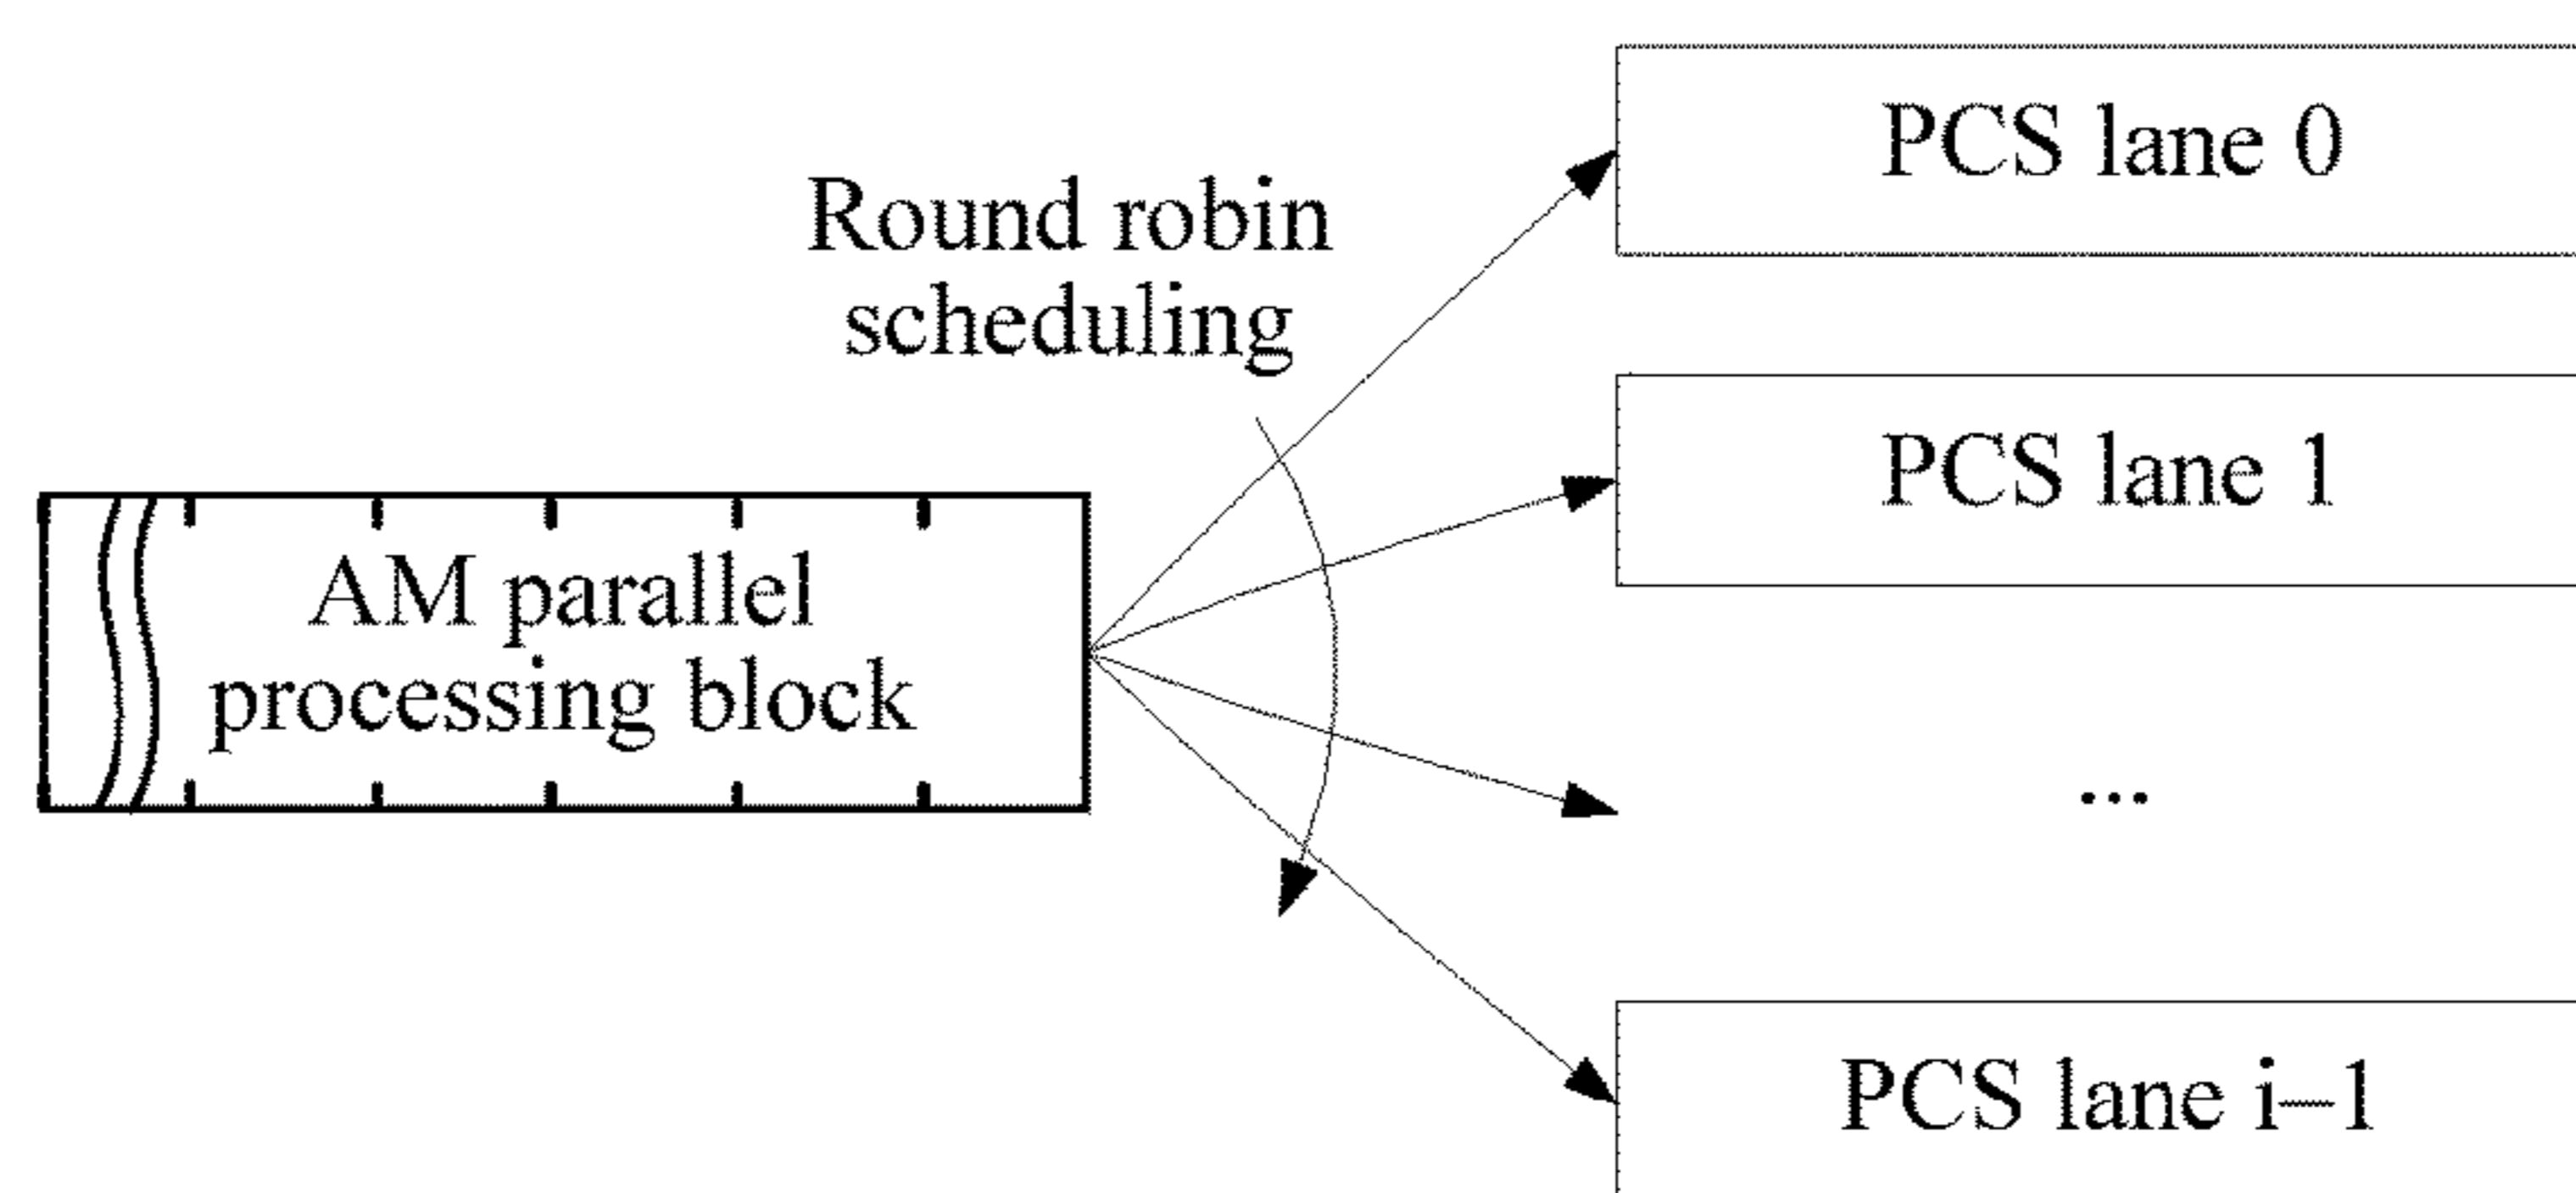 Round robin
scheduling
AM parallel
processing block
PCS lane 0
PCS lane 1
...
PCS lane i–1